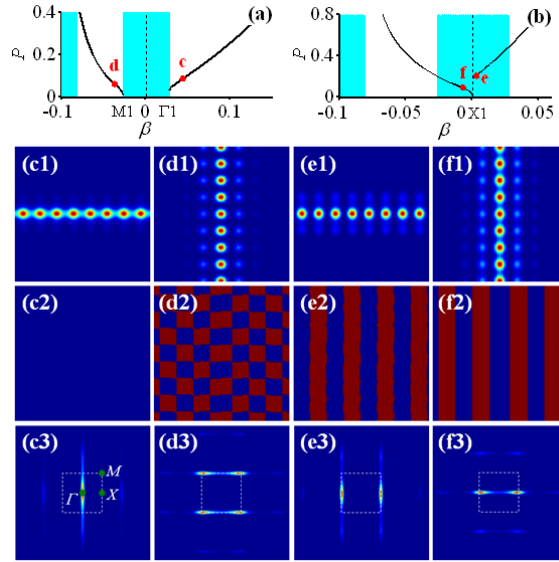 (a)
(b)
0.4
0.2
0
P
d
c
-0.1
M1
0
Γ1
0.1
β
0.8
0.4
0
P
f
e
-0.1
-0.05
0
X1
0.05
β
(c1)
(d1)
(e1)
(f1)
(c2)
(d2)
(e2)
(f2)
(c3)
(d3)
(e3)
(f3)
M
Γ
X